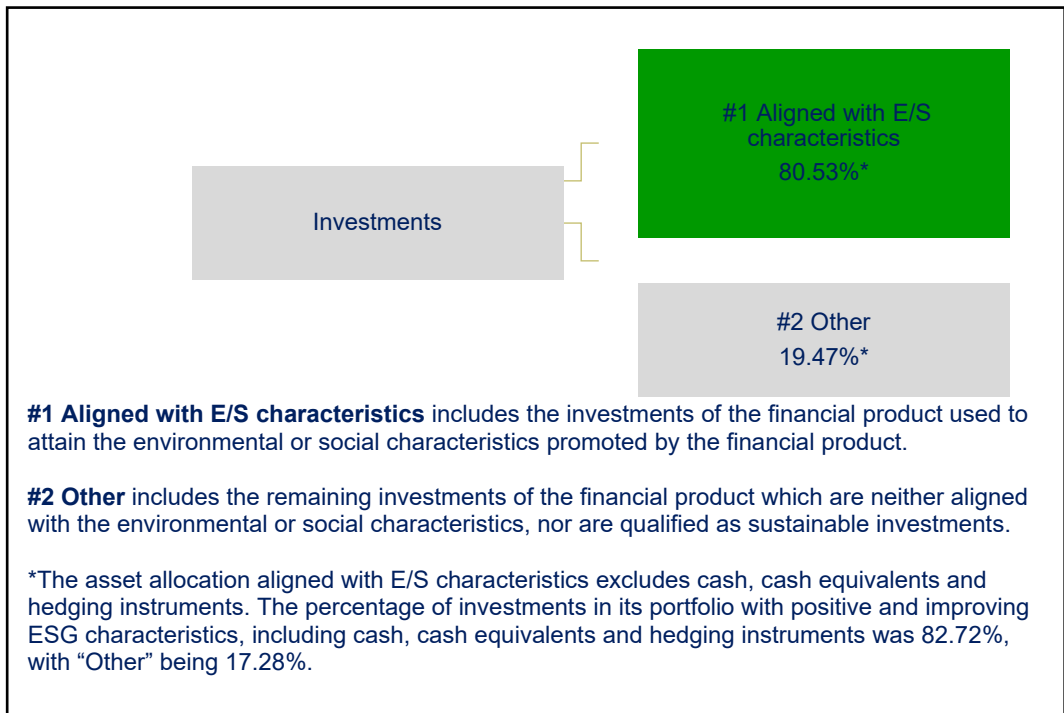 #1 Aligned with E/S
characteristics
80.53%*
Investments
#2 Other
19.47%*
#1 Aligned with E/S characteristics includes the investments of the financial product used to
attain the environmental or social characteristics promoted by the financial product.
#2 Other includes the remaining investments of the financial product which are neither aligned
with the environmental or social characteristics, nor are qualified as sustainable investments.
*The asset allocation aligned with E/S characteristics excludes cash, cash equivalents and
hedging instruments. The percentage of investments in its portfolio with positive and improving
ESG characteristics, including cash, cash equivalents and hedging instruments was 82.72%,
with “Other” being 17.28%.